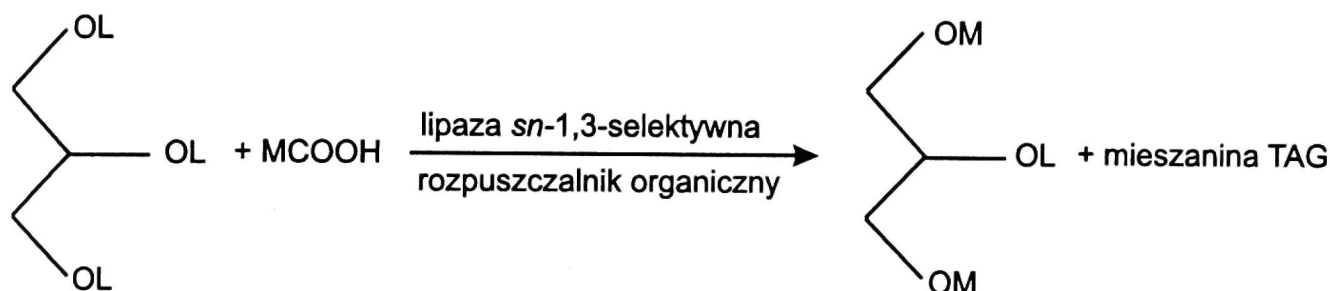 OL
OL + MCOOH
OL
lipaza sn-1,3-selektywna
rozpuszczalnik organiczny
OM
OL + mieszanina TAG
OM